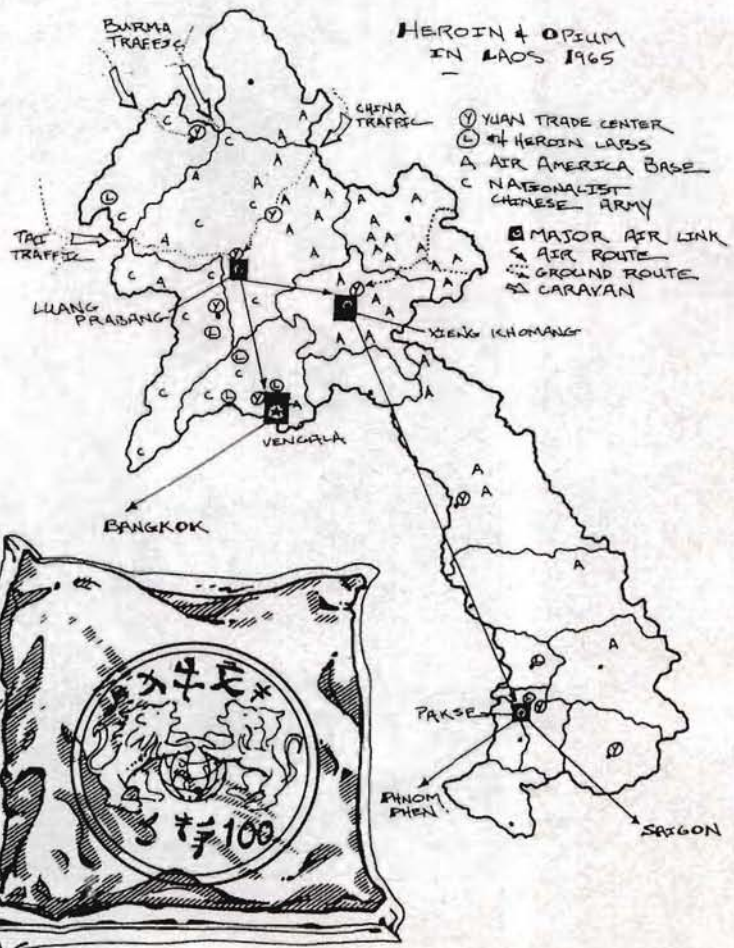 HEROIN & OPIUM
IN LAOS 1965
BURMA
TRAFFIC
CHINA
TRAFFIC
Y YUAN TRADE CENTER
L #4 HEROIN LABS
A AIR AMERICA BASE
C NATIONALIST
CHINESE ARMY
MAJOR AIR LINK
AIR ROUTE
GROUND ROUTE
CARAVAN
TAI
TRAFFIC
LUANG
PRABANG
XIENG KHOMANG
VENGALA
BANGKOK
PAKSE
PHNOM
PHEN
SAIGON
100